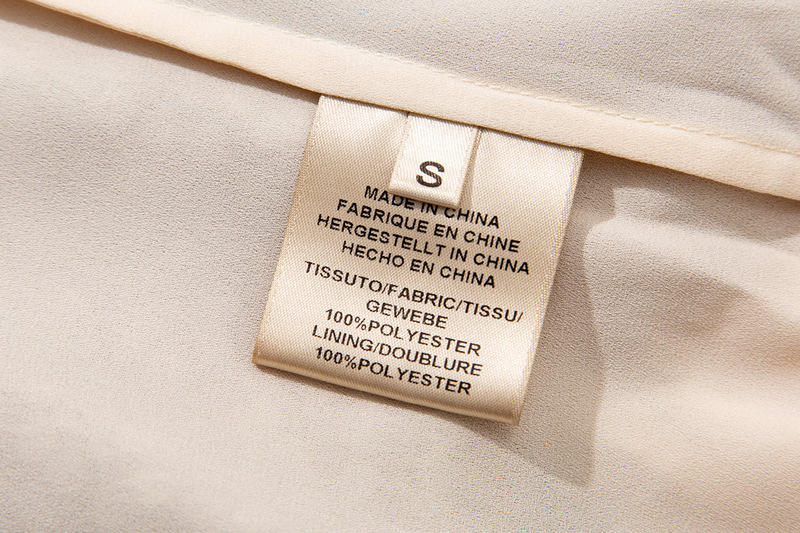 S
MADE IN CHINA
FABRIQUE EN CHINE
HERGESTELLT IN CHINA
HECHO EN CHINA
TISSUTO/FABRIC/TISSU/
GEWEBE
100%POLYESTER
LINING/DOUBLURE
100%POLYESTER